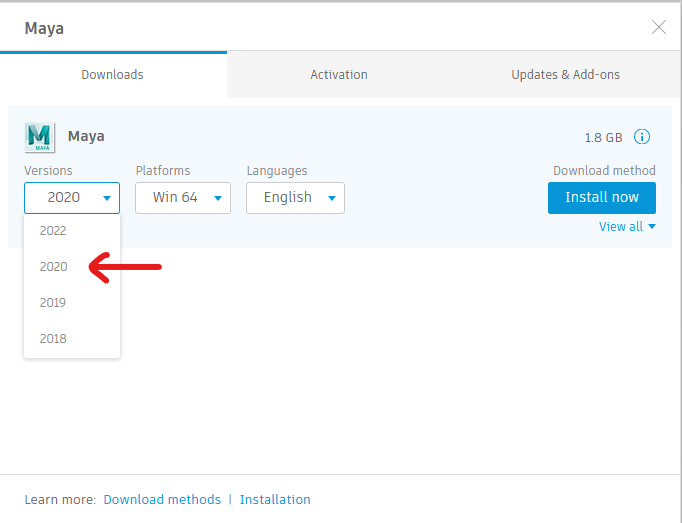 Maya
Downloads Activation Updates & Add-ons
MAYA
Maya
1.8 GB
Versions Platforms Languages Download method
2020 Win 64 English Install now
View all
2022
2020
2019
2018
Learn more: Download methods | Installation